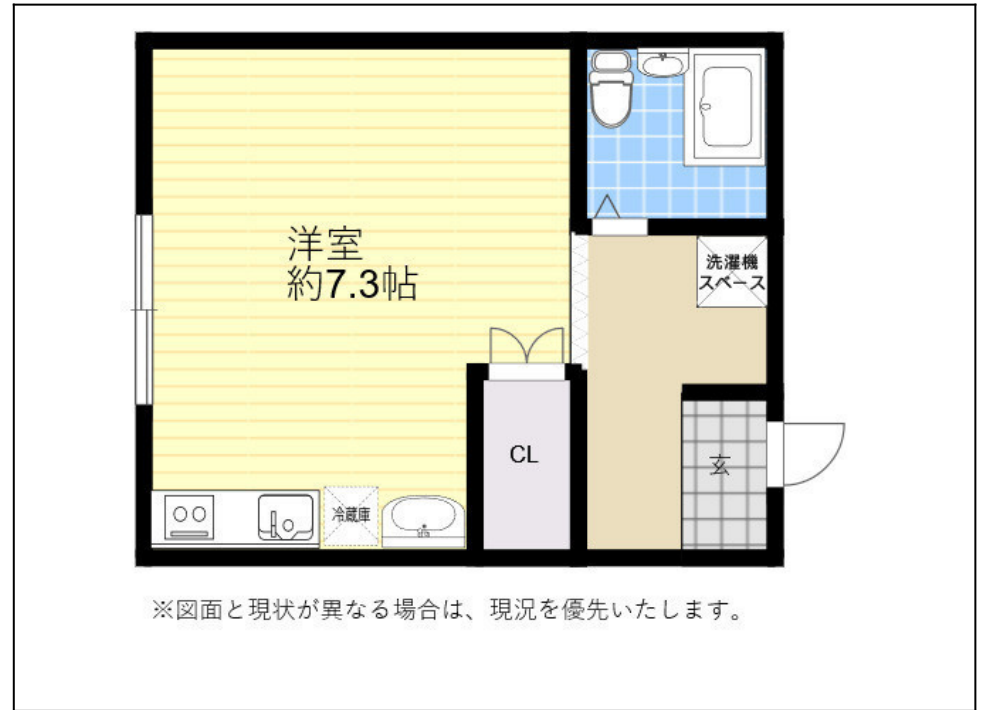 洋室
約7.3帖
洗濯機
スペース
CL
玄
冷蔵庫
※図面と現状が異なる場合は、現況を優先いたします。